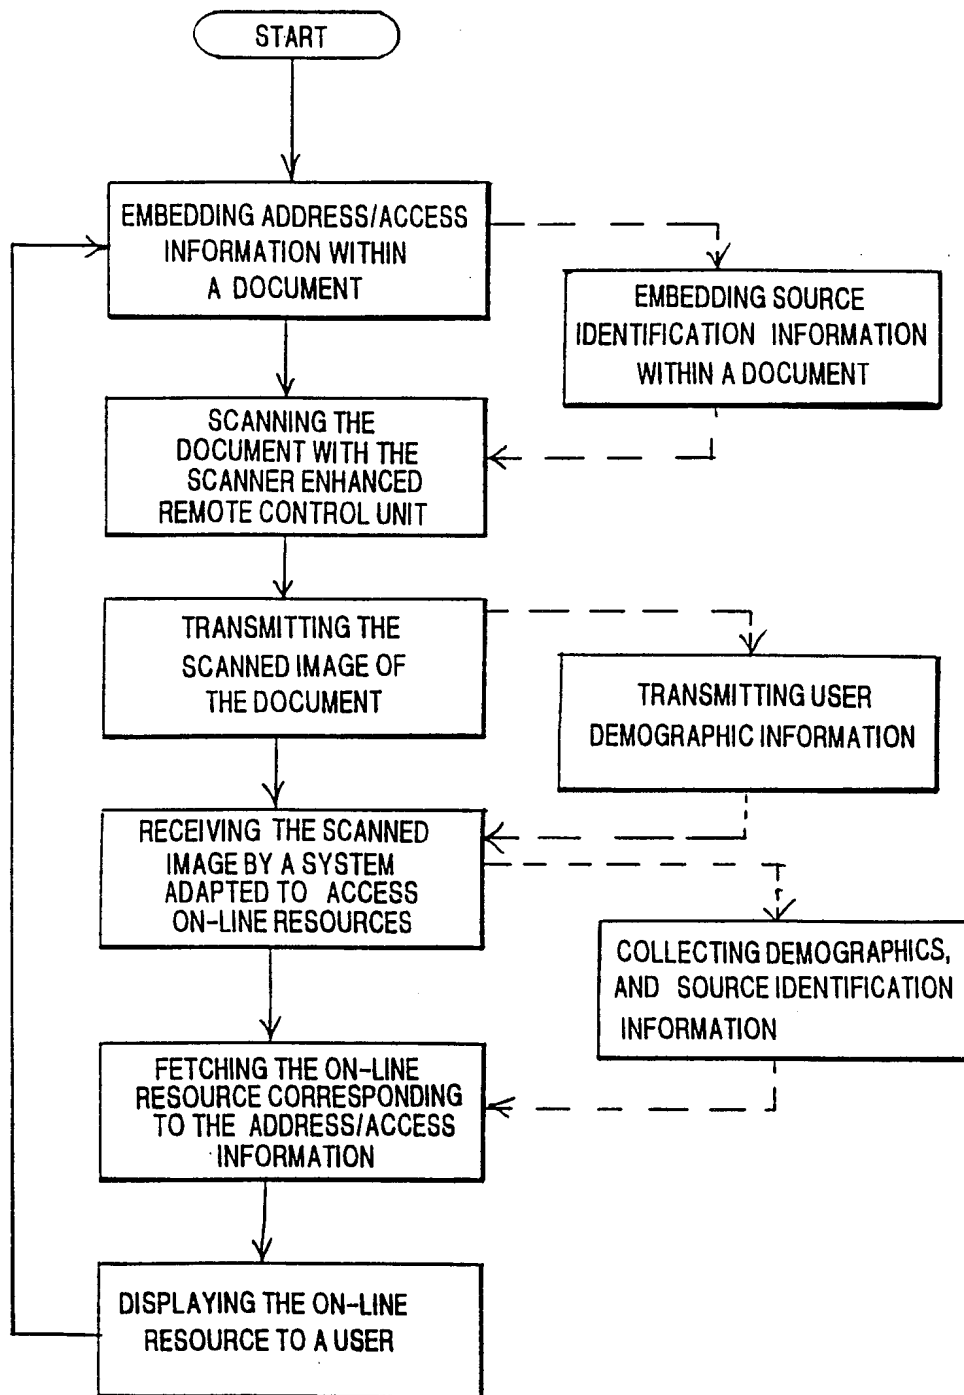 START
EMBEDDING ADDRESS/ACCESS
INFORMATION WITHIN
A DOCUMENT
EMBEDDING SOURCE
IDENTIFICATION INFORMATION
WITHIN A DOCUMENT
SCANNING THE
DOCUMENT WITH THE
SCANNER ENHANCED
REMOTE CONTROL UNIT
TRANSMITTING THE
SCANNED IMAGE OF
THE DOCUMENT
TRANSMITTING USER
DEMOGRAPHIC INFORMATION
RECEIVING THE SCANNED
IMAGE BY A SYSTEM
ADAPTED TO ACCESS
ON-LINE RESOURCES
COLLECTING DEMOGRAPHICS,
AND SOURCE IDENTIFICATION
INFORMATION
FETCHING THE ON-LINE
RESOURCE CORRESPONDING
TO THE ADDRESS/ACCESS
INFORMATION
DISPLAYING THE ON-LINE
RESOURCE TO A USER